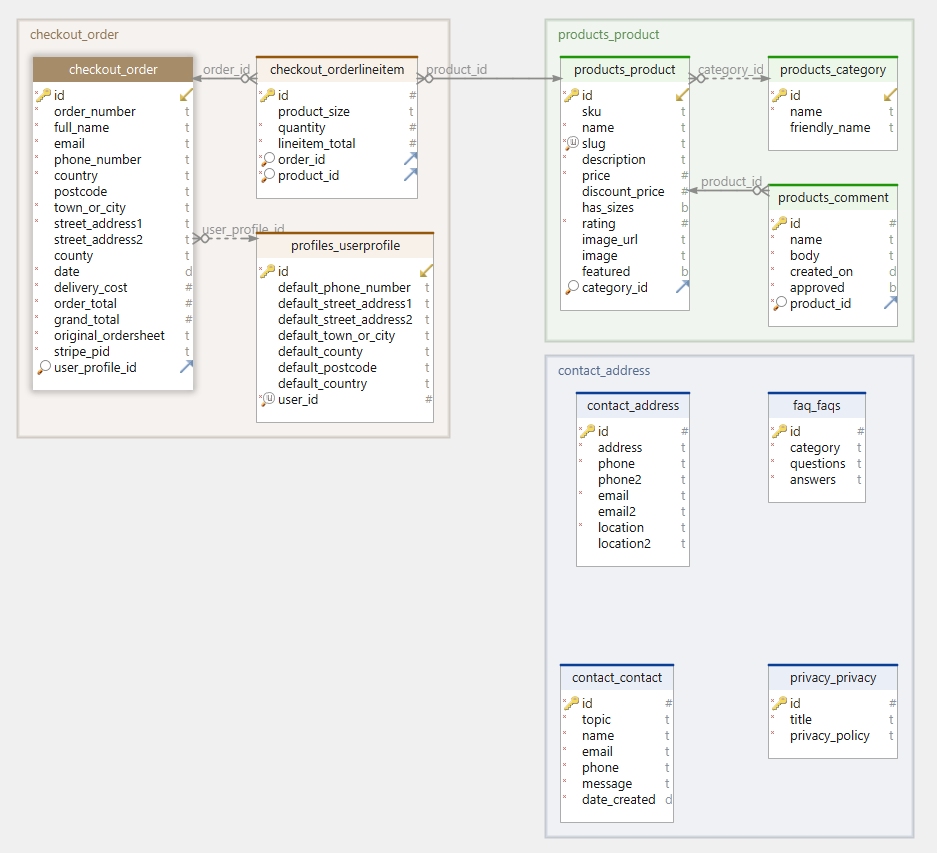 checkout_order
checkout_order
id
order_number t
full_name t
email t
phone_number t
country t
postcode t
town_or_city t
street_address1 t
street_address2 t
county t
date d
delivery_cost #
order_total #
grand_total #
original_ordersheet t
stripe_pid t
user_profile_id
order_id
checkout_orderlineitem
id #
product_size t
quantity #
lineitem_total #
order_id
product_id
product_id
user_profile_id
profiles_userprofile
id
default_phone_number t
default_street_address1 t
default_street_address2 t
default_town_or_city t
default_county t
default_postcode t
default_country t
user_id #
products_product
products_product
id
sku t
name t
slug t
description t
price #
discount_price #
has_sizes b
rating #
image_url t
image t
featured b
category_id
category_id
products_category
id
name t
friendly_name t
product_id
products_comment
id #
name t
body t
created_on d
approved b
product_id
contact_address
contact_address
id #
address t
phone t
phone2 t
email t
email2 t
location t
location2 t
faq_faqs
id #
category t
questions t
answers t
contact_contact
id #
topic t
name t
email t
phone t
message t
date_created d
privacy_privacy
id #
title t
privacy_policy t